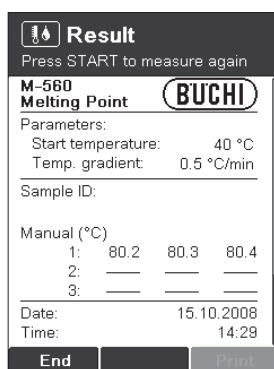 Result
Press START to measure again
M-560
Melting Point
BÜCHI
Parameters:
Start temperature: 40 °C
Temp. gradient: 0.5 °C/min
Sample ID:
Manual (°C)
1: 80.2 80.3 80.4
2:
3:
Date: 15.10.2008
Time: 14:29
End Print